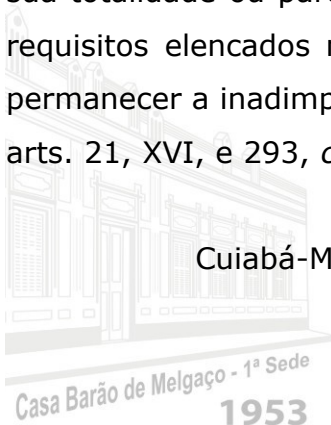 sua totalidade ou par
requisitos elencados
permanecer a inadimp
arts. 21, XVI, e 293,
Cuiabá-M
Casa Barão de Melgaço - 1ª Sede
1953